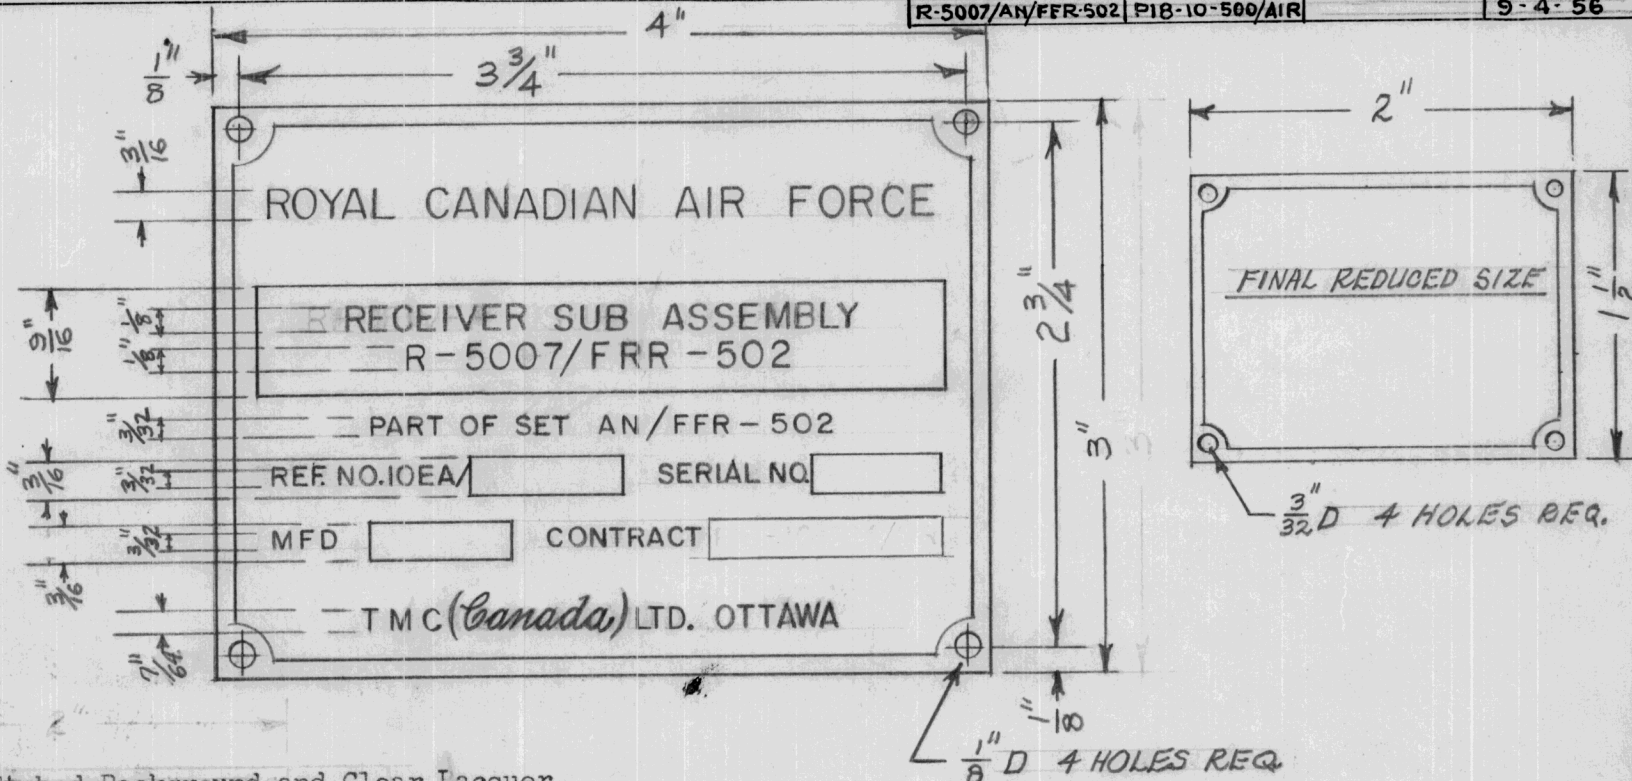 R-5007/AN/FFR-502 P18-10-500/AIR 9-4-56
4"
1/8" 3 3/4"
2"
3/16"
ROYAL CANADIAN AIR FORCE
2 3/4"
3"
FINAL REDUCED SIZE
1 1/2"
9/16"
1/8"
RECEIVER SUB ASSEMBLY
1/8"
R-5007/FRR-502
3/32"
PART OF SET AN/FFR-502
3/16"
3/32"
REF. NO. 10EA/ SERIAL NO.
3/32" D 4 HOLES REQ.
3/32"
MFD CONTRACT
3/16"
TMC (Canada) LTD. OTTAWA
7/64"
1/8"
1/8" D 4 HOLES REQ.
Background and Clear Lacquer